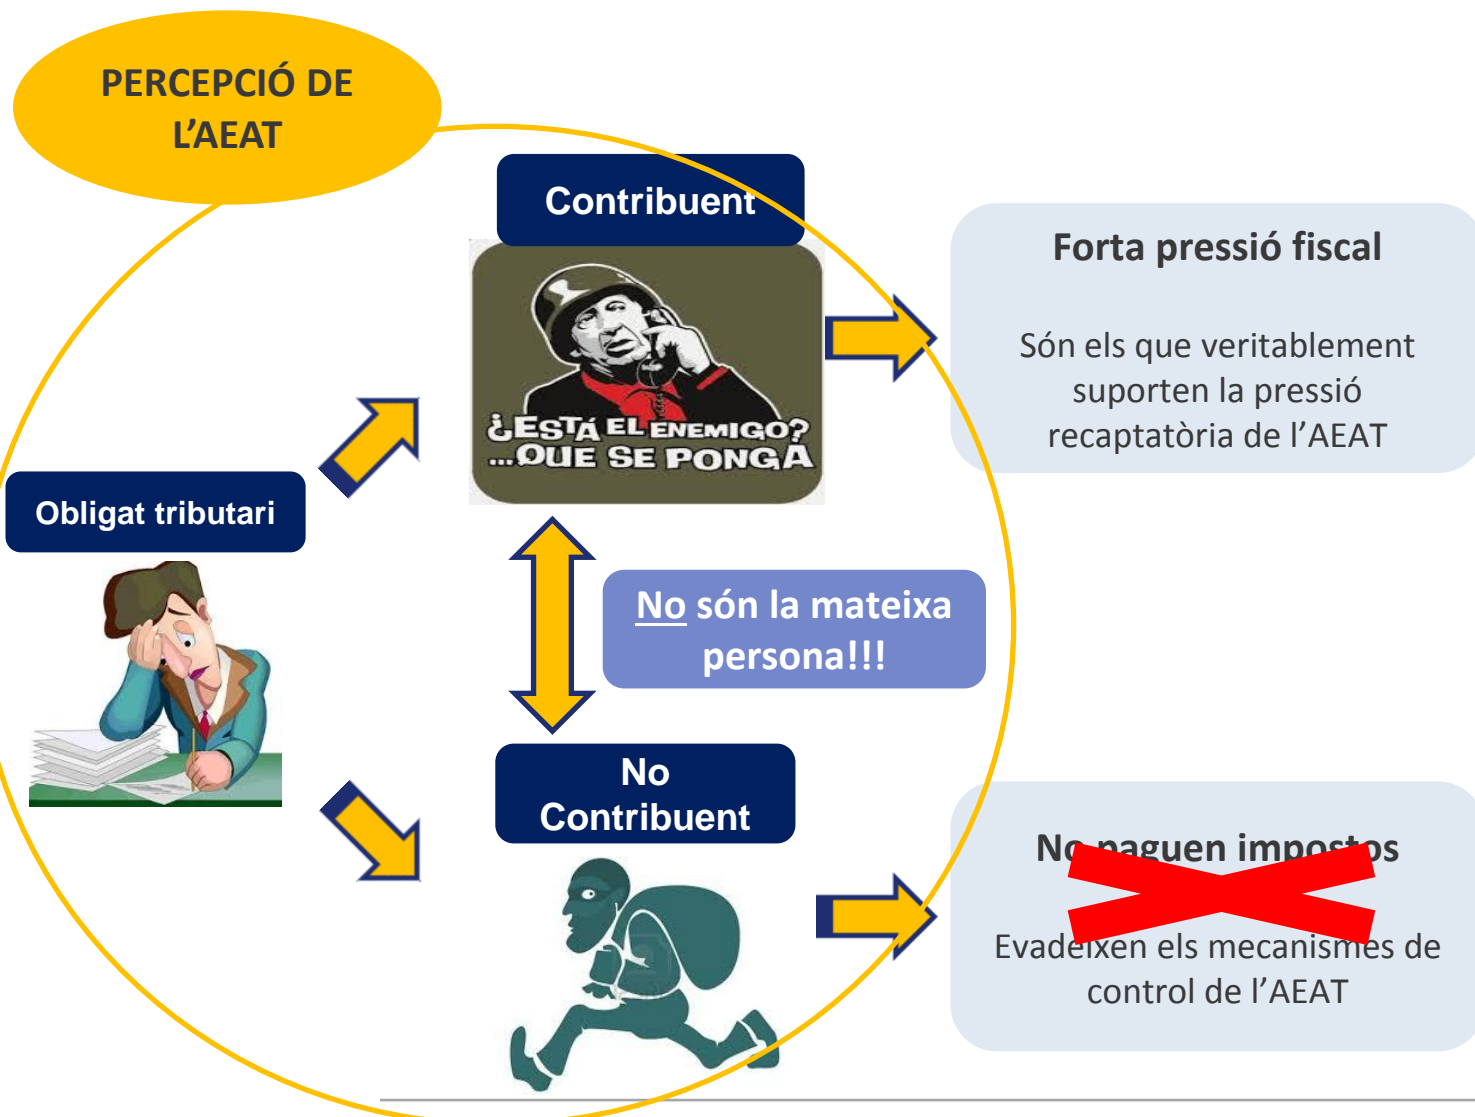 PERCEPCIÓ DE
L’AEAT
Contribuent
¿ESTÁ EL ENEMIGO?
...QUE SE PONGA
Forta pressió fiscal
Són els que veritablement
suporten la pressió
recaptatòria de l’AEAT
Obligat tributari
No són la mateixa
persona!!!
No
Contribuent
No paguen impostos
Evadeixen els mecanismes de
control de l’AEAT